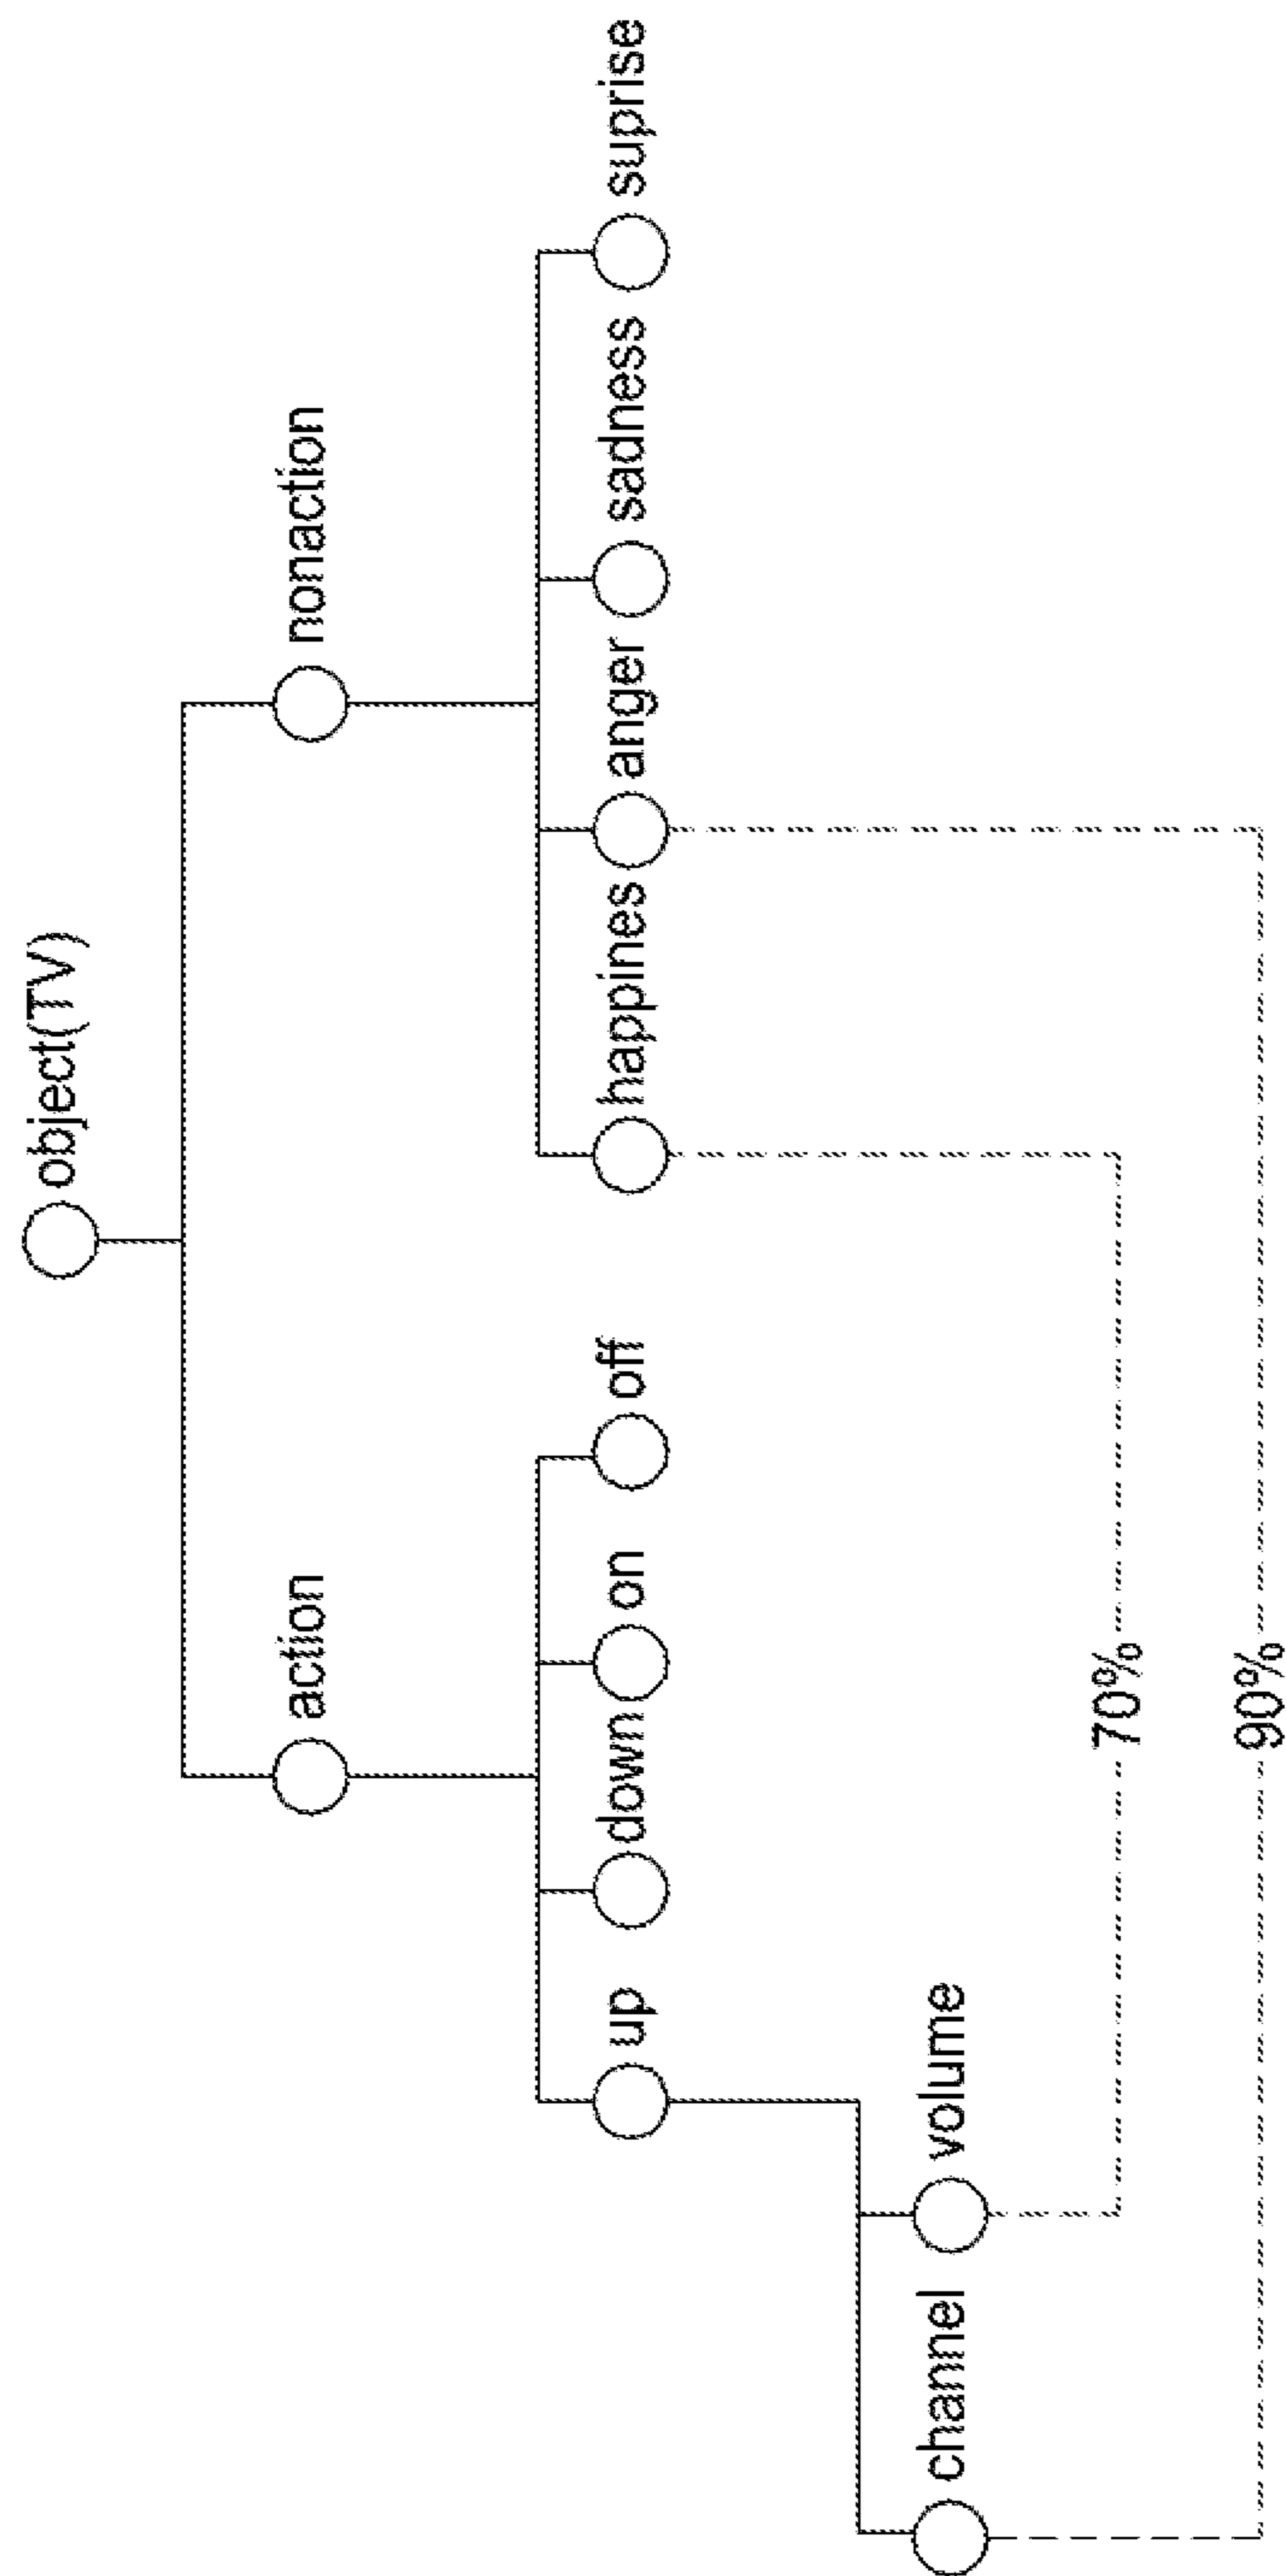 object(TV)
action
nonaction
up
down
on
off
happines
anger
sadness
suprise
channel
volume
70%
90%